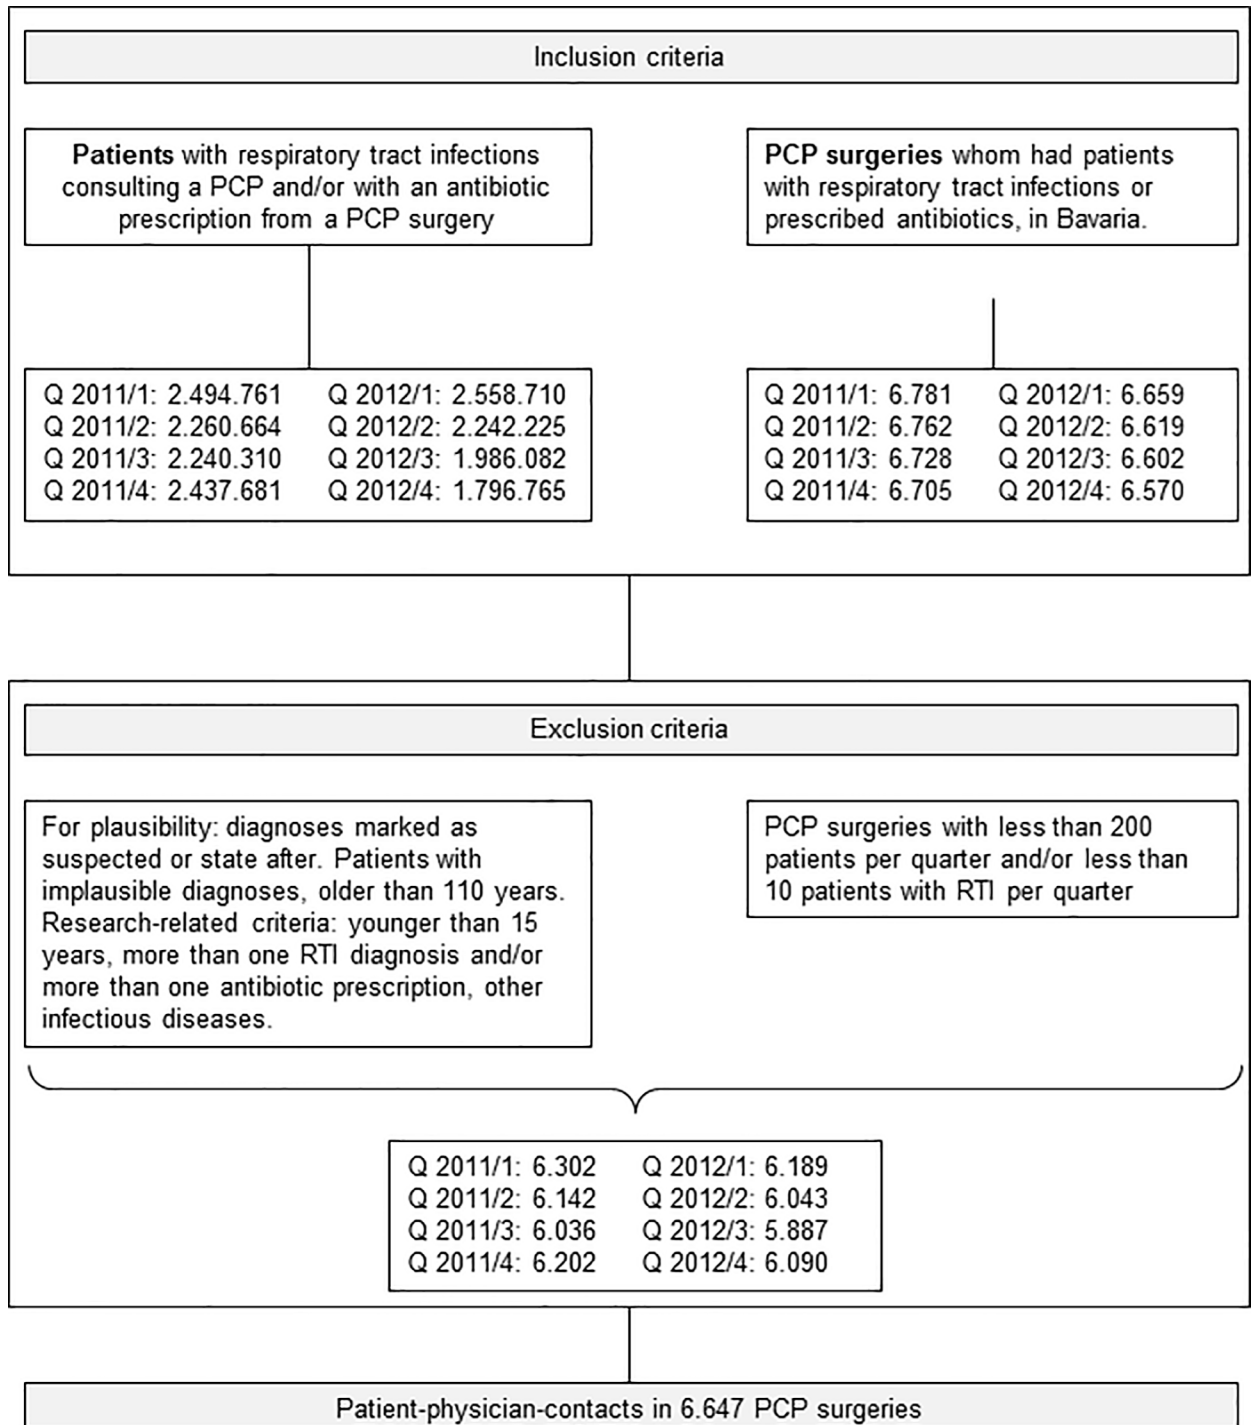 Inclusion criteria
Patients with respiratory tract infections
consulting a PCP and/or with an antibiotic
prescription from a PCP surgery
PCP surgeries whom had patients
with respiratory tract infections or
prescribed antibiotics, in Bavaria.
Q 2011/1: 2.494.761 Q 2012/1: 2.558.710
Q 2011/2: 2.260.664 Q 2012/2: 2.242.225
Q 2011/3: 2.240.310 Q 2012/3: 1.986.082
Q 2011/4: 2.437.681 Q 2012/4: 1.796.765
Q 2011/1: 6.781 Q 2012/1: 6.659
Q 2011/2: 6.762 Q 2012/2: 6.619
Q 2011/3: 6.728 Q 2012/3: 6.602
Q 2011/4: 6.705 Q 2012/4: 6.570
Exclusion criteria
For plausibility: diagnoses marked as
suspected or state after. Patients with
implausible diagnoses, older than 110 years.
Research-related criteria: younger than 15
years, more than one RTI diagnosis and/or
more than one antibiotic prescription, other
infectious diseases.
PCP surgeries with less than 200
patients per quarter and/or less than
10 patients with RTI per quarter
Q 2011/1: 6.302 Q 2012/1: 6.189
Q 2011/2: 6.142 Q 2012/2: 6.043
Q 2011/3: 6.036 Q 2012/3: 5.887
Q 2011/4: 6.202 Q 2012/4: 6.090
Patient-physician-contacts in 6.647 PCP surgeries